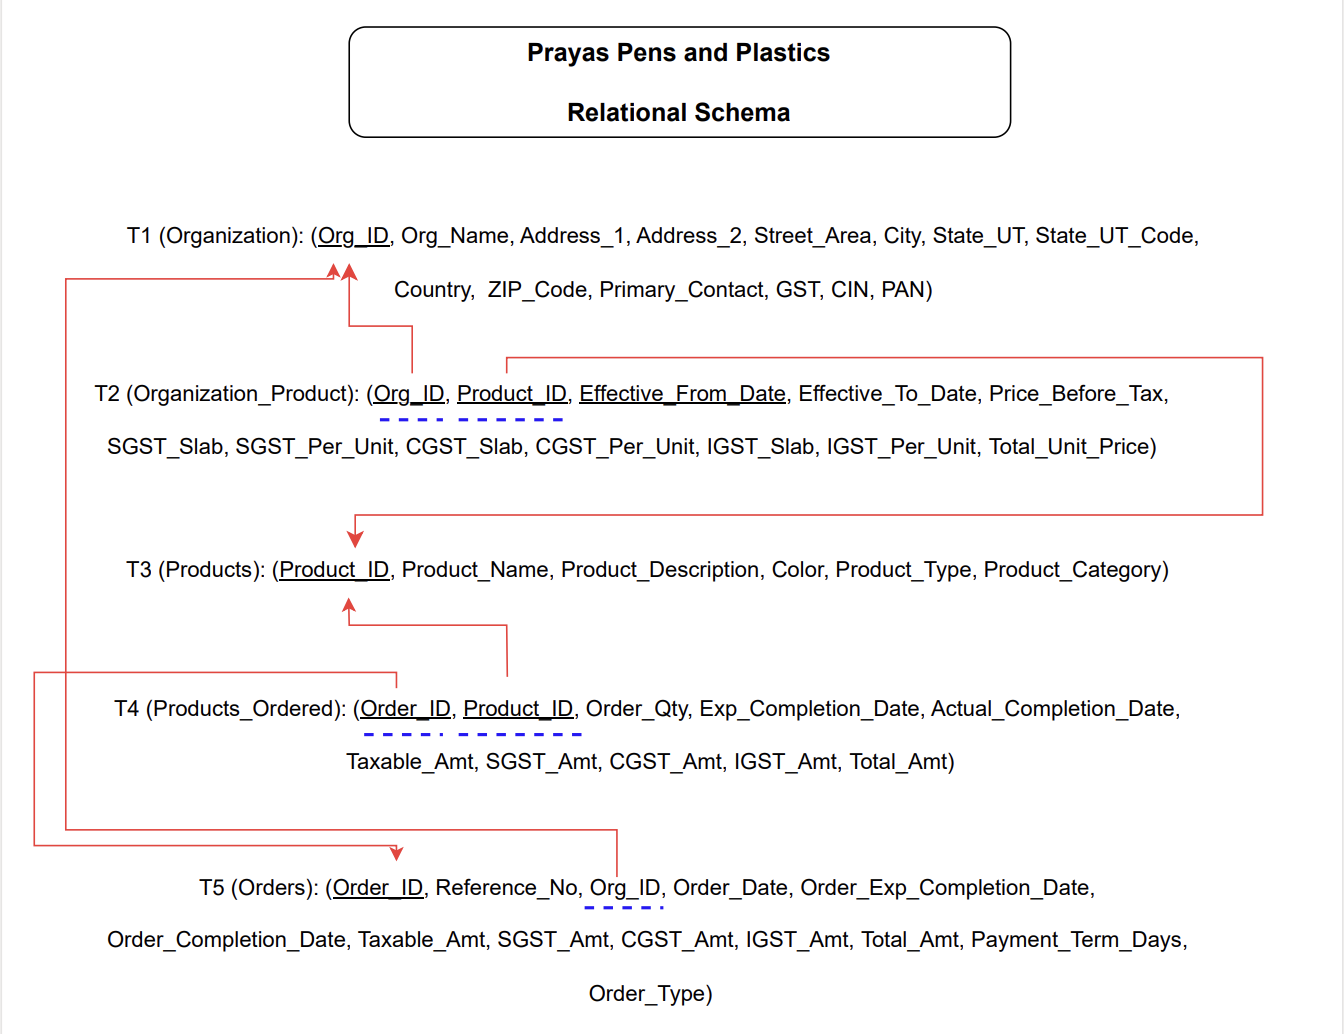 Prayas Pens and Plastics
Relational Schema
T1 (Organization): (Org_ID, Org_Name, Address_1, Address_2, Street_Area, City, State_UT, State_UT_Code,
Country, ZIP_Code, Primary_Contact, GST, CIN, PAN)
T2 (Organization_Product): (Org_ID, Product_ID, Effective_From_Date, Effective_To_Date, Price_Before_Tax,
SGST_Slab, SGST_Per_Unit, CGST_Slab, CGST_Per_Unit, IGST_Slab, IGST_Per_Unit, Total_Unit_Price)
T3 (Products): (Product_ID, Product_Name, Product_Description, Color, Product_Type, Product_Category)
T4 (Products_Ordered): (Order_ID, Product_ID, Order_Qty, Exp_Completion_Date, Actual_Completion_Date,
Taxable_Amt, SGST_Amt, CGST_Amt, IGST_Amt, Total_Amt)
T5 (Orders): (Order_ID, Reference_No, Org_ID, Order_Date, Order_Exp_Completion_Date,
Order_Completion_Date, Taxable_Amt, SGST_Amt, CGST_Amt, IGST_Amt, Total_Amt, Payment_Term_Days,
Order_Type)